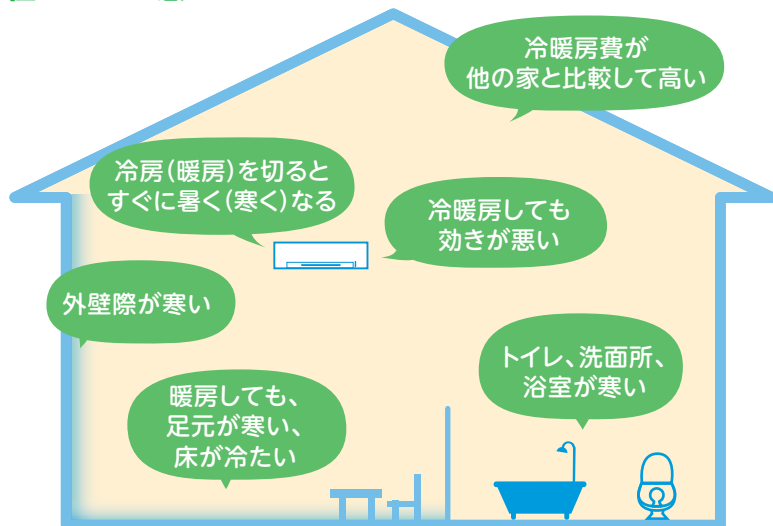 冷暖房費が
他の家と比較して高い
冷房(暖房)を切ると
すぐに暑く(寒く)なる
冷暖房しても
効きが悪い
外壁際が寒い
トイレ、洗面所、
浴室が寒い
暖房しても、
足元が寒い、
床が冷たい